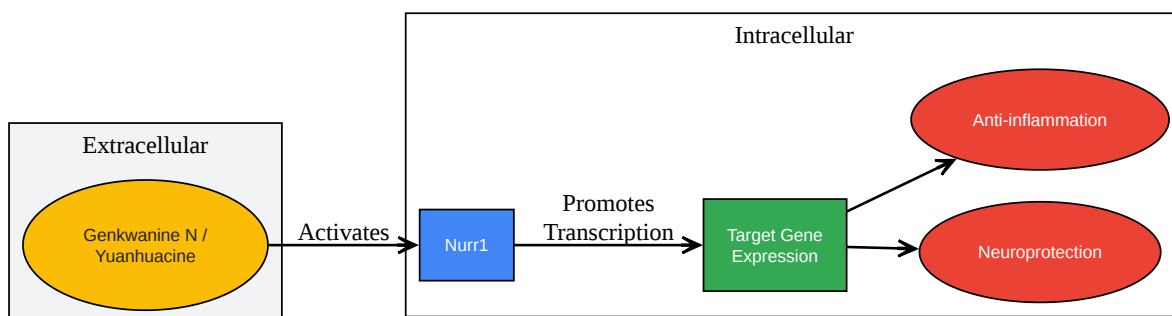 Intracellular
Extracellular
Genkwanine N /
Yuanhuacine
Activates
Nurr1
Promotes
Transcription
Target Gene
Expression
Anti-inflammation
Neuroprotection